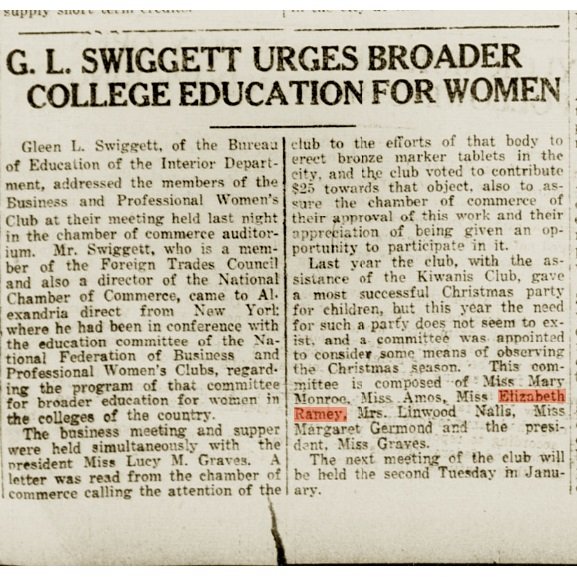 supply short term credits.
G. L. SWIGGETT URGES BROADER
COLLEGE EDUCATION FOR WOMEN
Gleen L. Swiggett, of the Bureau
of Education of the Interior Depart-
ment, addressed the members of the
Business and Professional Women's
Club at their meeting held last night
in the chamber of commerce auditor-
ium. Mr. Swiggett, who is a mem-
ber of the Foreign Trades Council
and also a director of the National
Chamber of Commerce, came to Al-
exandria direct from New York
where he had been in conference with
the education committee of the Na-
tional Federation of Business and
Professional Women's Clubs, regard-
ing the program of that committee
for broader education for women in
the colleges of the country.
The business meeting and supper
were held simultaneously with the
president Miss Lucy M. Graves. A
letter was read from the chamber of
commerce calling the attention of the
club to the efforts of that body to
erect bronze marker tablets in the
city, and the club voted to contribute
$25 towards that object, also to as-
sure the chamber of commerce of
their approval of this work and their
appreciation of being given an op-
portunity to participate in it.
Last year the club, with the as-
sistance of the Kiwanis Club, gave
a most successful Christmas party
for children, but this year the need
for such a party does not seem to ex-
ist, and a committee was appointed
to consider some means of observing
the Christmas season. This com-
mittee is composed of Miss Mary
Monroe, Miss Amos, Miss Elizabeth
Ramey, Mrs. Linwood Nalls, Miss
Margaret Germond and the presi-
dent, Miss Graves.
The next meeting of the club will
be held the second Tuesday in Janu-
ary.